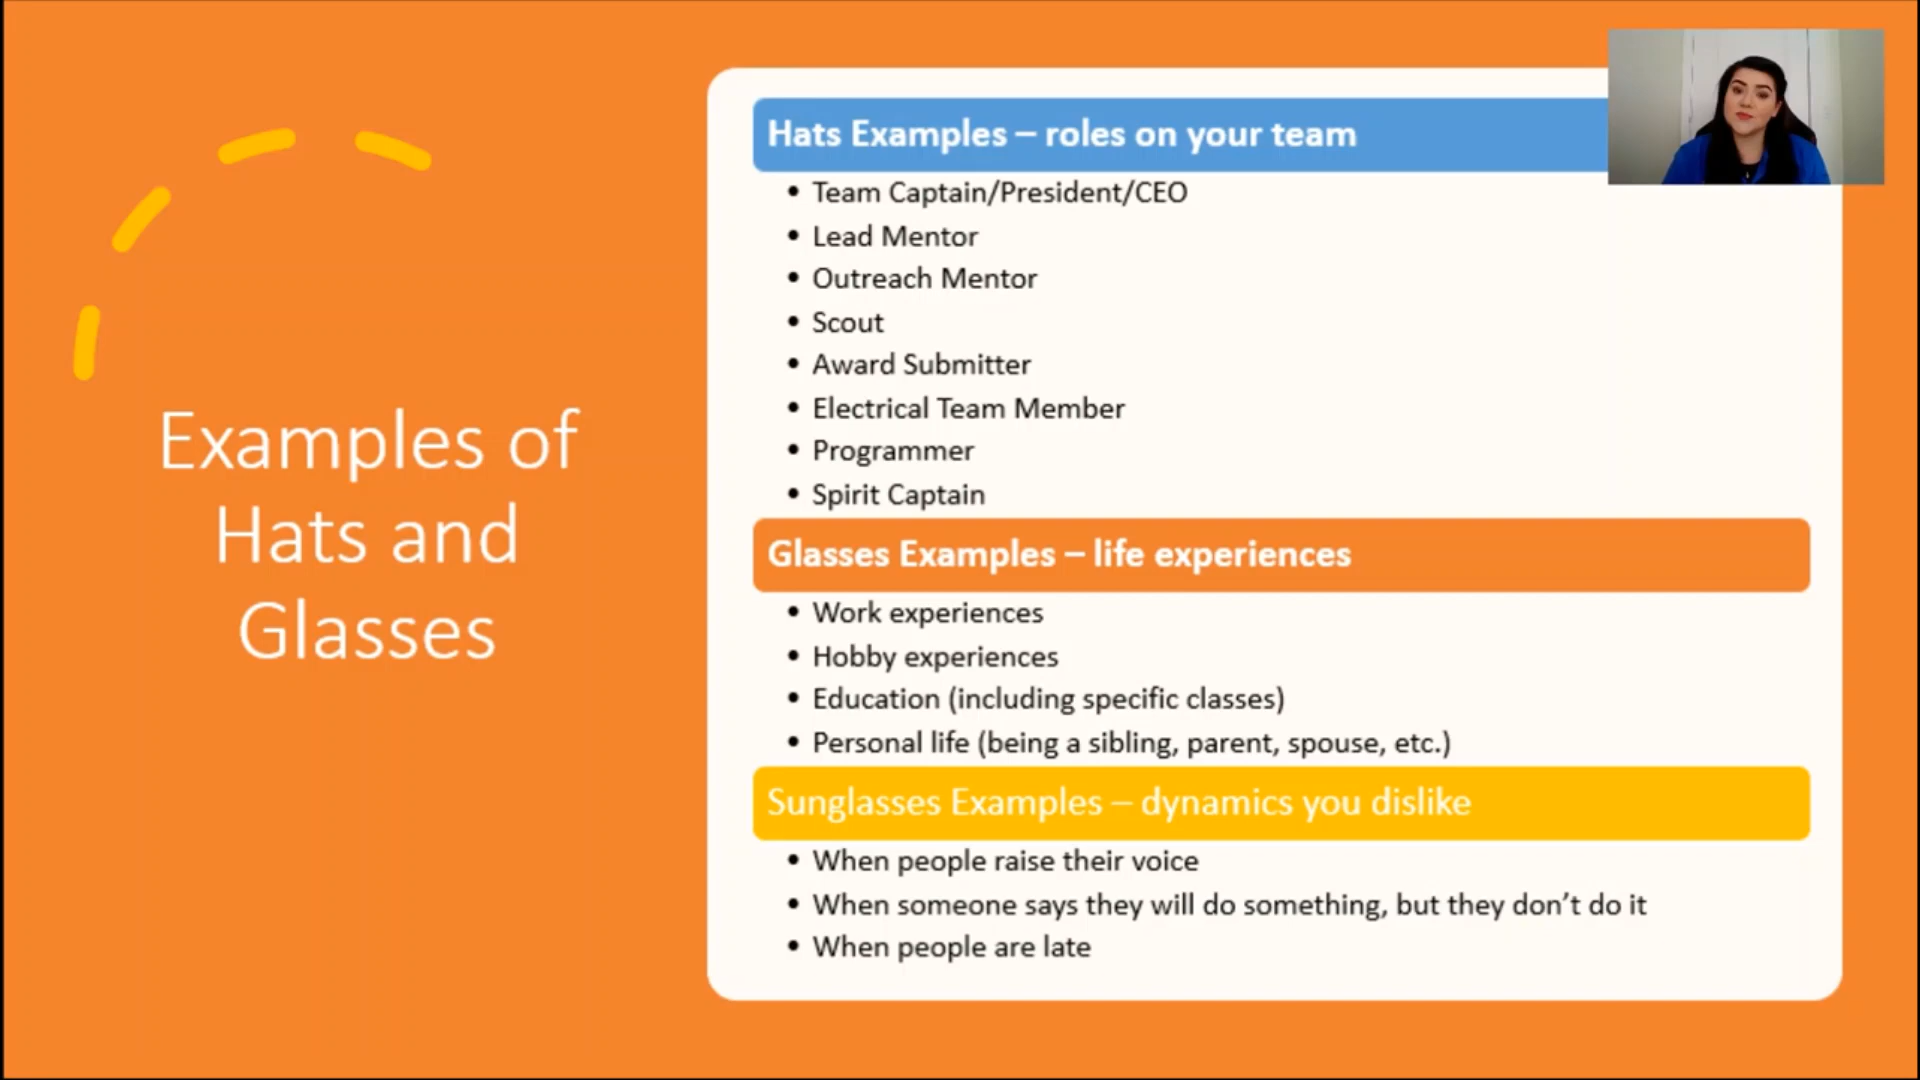 Examples of
Hats and
Glasses
Hats Examples – roles on your team
• Team Captain/President/CEO
• Lead Mentor
• Outreach Mentor
• Scout
• Award Submitter
• Electrical Team Member
• Programmer
• Spirit Captain
Glasses Examples – life experiences
• Work experiences
• Hobby experiences
• Education (including specific classes)
• Personal life (being a sibling, parent, spouse, etc.)
Sunglasses Examples – dynamics you dislike
• When people raise their voice
• When someone says they will do something, but they don’t do it
• When people are late